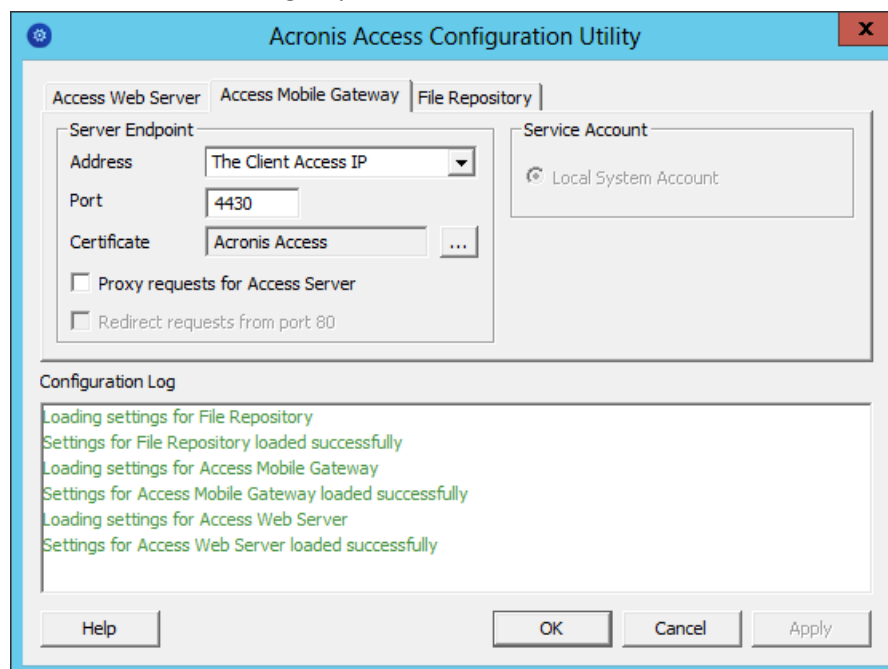 Acronis Access Configuration Utility
x
Access Web Server Access Mobile Gateway File Repository
Server Endpoint
Address The Client Access IP
Port 4430
Certificate Acronis Access ...
Proxy requests for Access Server
Redirect requests from port 80
Service Account
Local System Account
Configuration Log
Loading settings for File Repository
Settings for File Repository loaded successfully
Loading settings for Access Mobile Gateway
Settings for Access Mobile Gateway loaded successfully
Loading settings for Access Web Server
Settings for Access Web Server loaded successfully
Help OK Cancel Apply